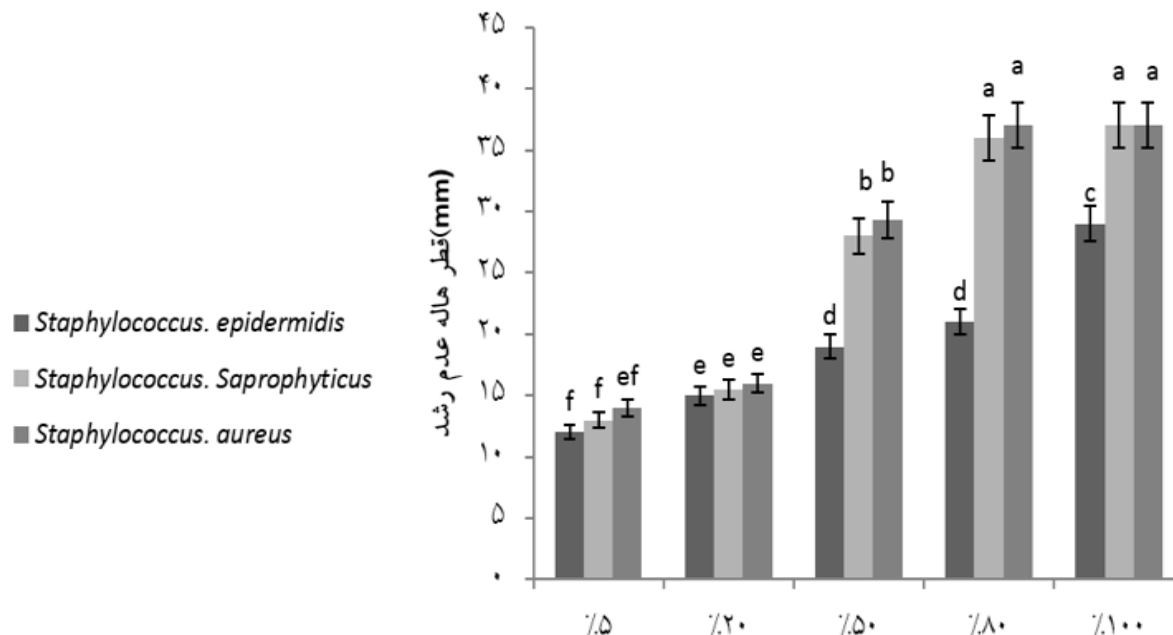 Staphylococcus. epidermidis
Staphylococcus. Saprophyticus
Staphylococcus. aureus
قطر هاله عدم رشد(mm)
۴۵
۴۰
۳۵
۳۰
۲۵
۲۰
۱۵
۱۰
۵
۰
f f ef
e e e
d b b
d a a
c a a
٪۵ ٪۲۰ ٪۵۰ ٪۸۰ ٪۱۰۰